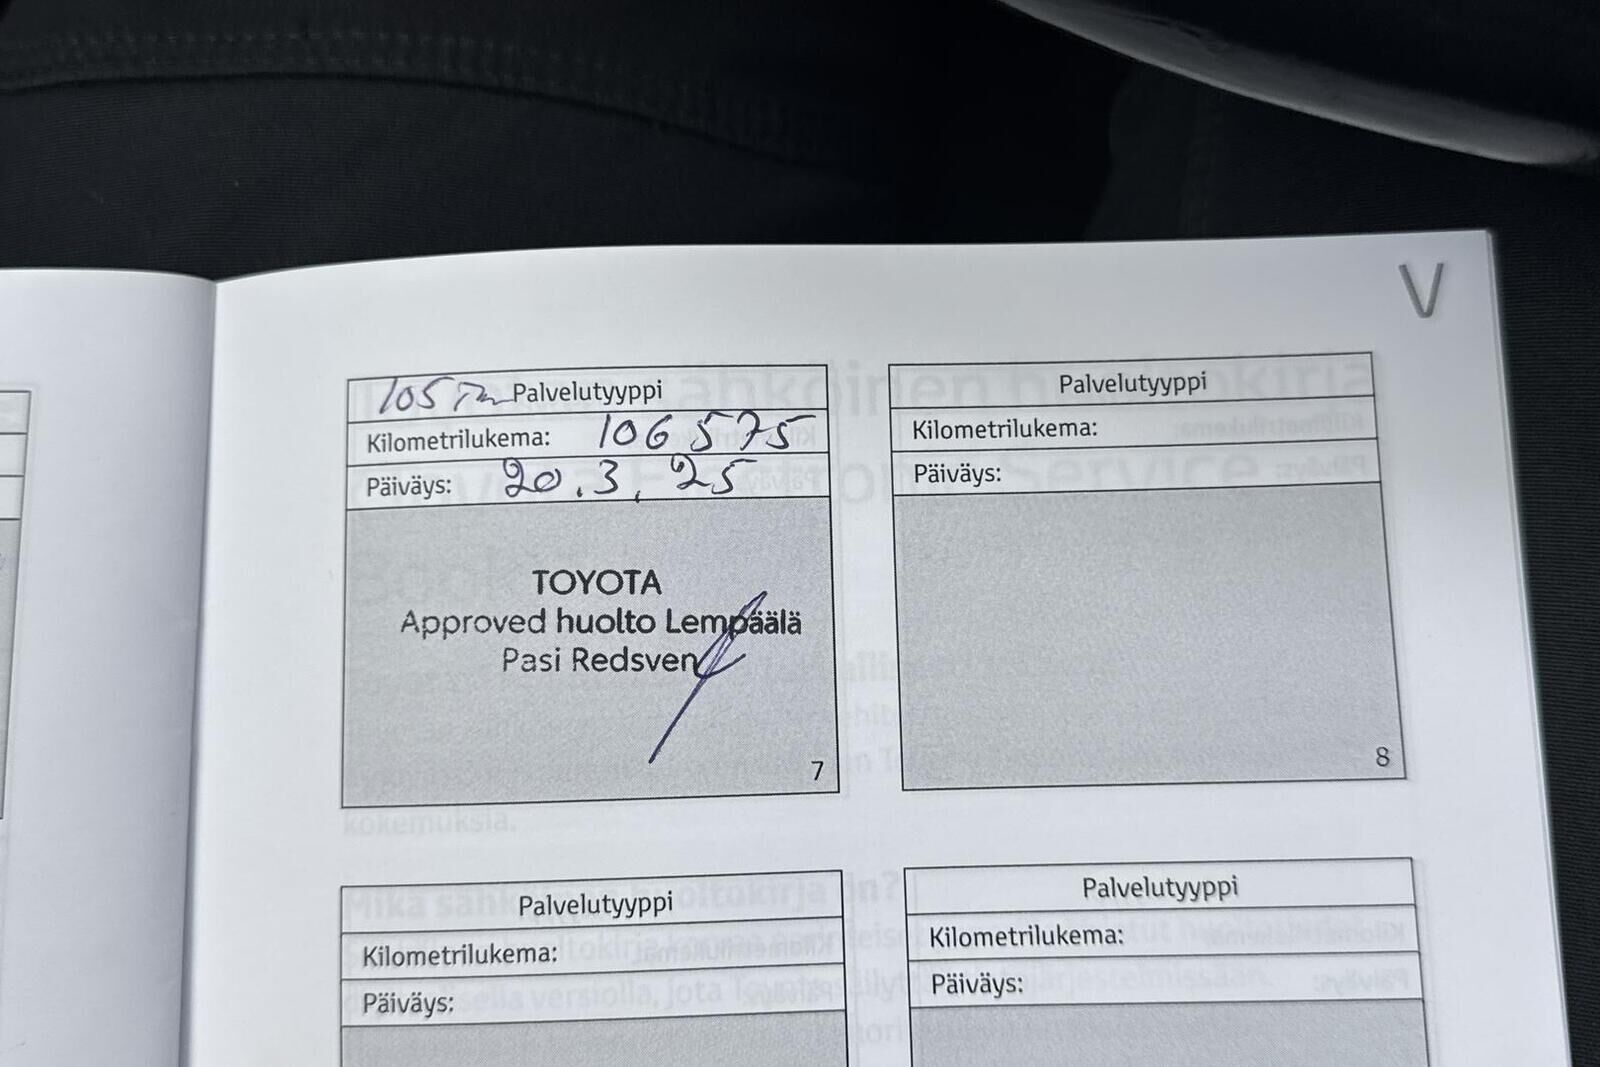 V
105 Palvelutyyppi
Kilometrilukema: 106575
Päiväys: 20.3.25
TOYOTA
Approved huolto Lempäälä
Pasi Redsven
7
Palvelutyyppi
Kilometrilukema:
Päiväys:
8
Palvelutyyppi
Kilometrilukema:
Päiväys:
Palvelutyyppi
Kilometrilukema:
Päiväys: